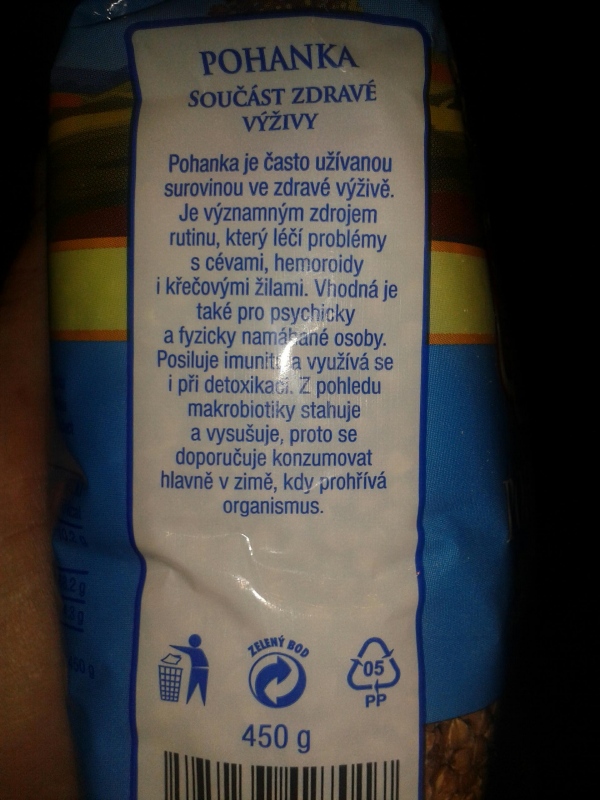 POHANKA
SOUČÁST ZDRAVÉ
VÝŽIVY
Pohanka je často užívanou
surovinou ve zdravé výživě.
Je významným zdrojem
rutinu, který léčí problémy
s cévami, hemoroidy
i křečovými žilami. Vhodná je
také pro psychicky
a fyzicky namáhané osoby.
Posiluje imunitu a využívá se
i při detoxikaci. Z pohledu
makrobiotiky stahuje
a vysušuje, proto se
doporučuje konzumovat
hlavně v zimě, kdy prohřívá
organismus.
ZELENÝ BOD
05
PP
450 g